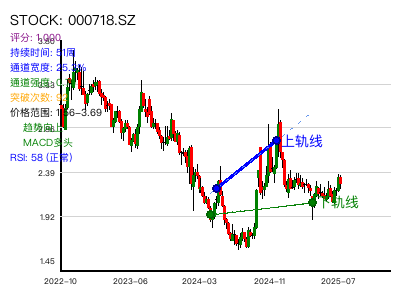 STOCK: 000718.SZ
评分: 1.000
持续时间: 51周
通道宽度: 25.
通道强度:
突破次数:
价格范围: 1.56-3.69
趋势向上
MACD多头
RSI: 58 (正常)
上轨线
下轨线
2.39
1.92
1.45
2022-10
2023-06
2024-03
2024-11
2025-07